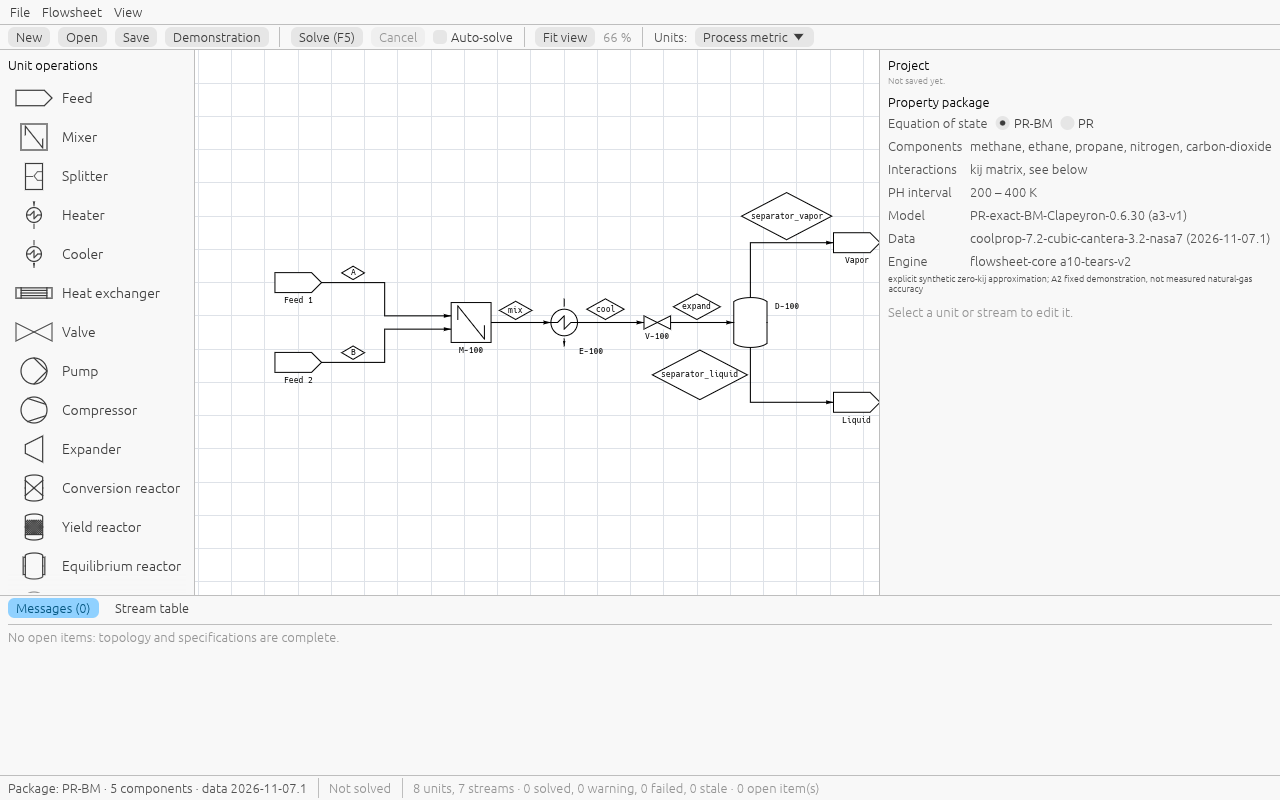 File Flowsheet View
New Open Save Demonstration Solve (F5) Cancel Auto-solve Fit view 66 % Units: Process metric
Unit operations
Feed
Mixer
Splitter
Heater
Cooler
Heat exchanger
Valve
Pump
Compressor
Expander
Conversion reactor
Yield reactor
Equilibrium reactor
separator_vapor
Vapor
A
Feed 1
mix
cool
expand
D-100
M-100
E-100
V-100
B
Feed 2
separator_liquid
Liquid
Project
Not saved yet.
Property package
Equation of state PR-BM PR
Components methane, ethane, propane, nitrogen, carbon-dioxide
Interactions kij matrix, see below
PH interval 200 – 400 K
Model PR-exact-BM-Clapeyron-0.6.30 (a3-v1)
Data coolprop-7.2-cubic-cantera-3.2-nasa7 (2026-11-07.1)
Engine flowsheet-core a10-tears-v2
explicit synthetic zero-kij approximation; A2 fixed demonstration, not measured natural-gas
accuracy
Select a unit or stream to edit it.
Messages (0) Stream table
No open items: topology and specifications are complete.
Package: PR-BM · 5 components · data 2026-11-07.1 Not solved 8 units, 7 streams · 0 solved, 0 warning, 0 failed, 0 stale · 0 open item(s)